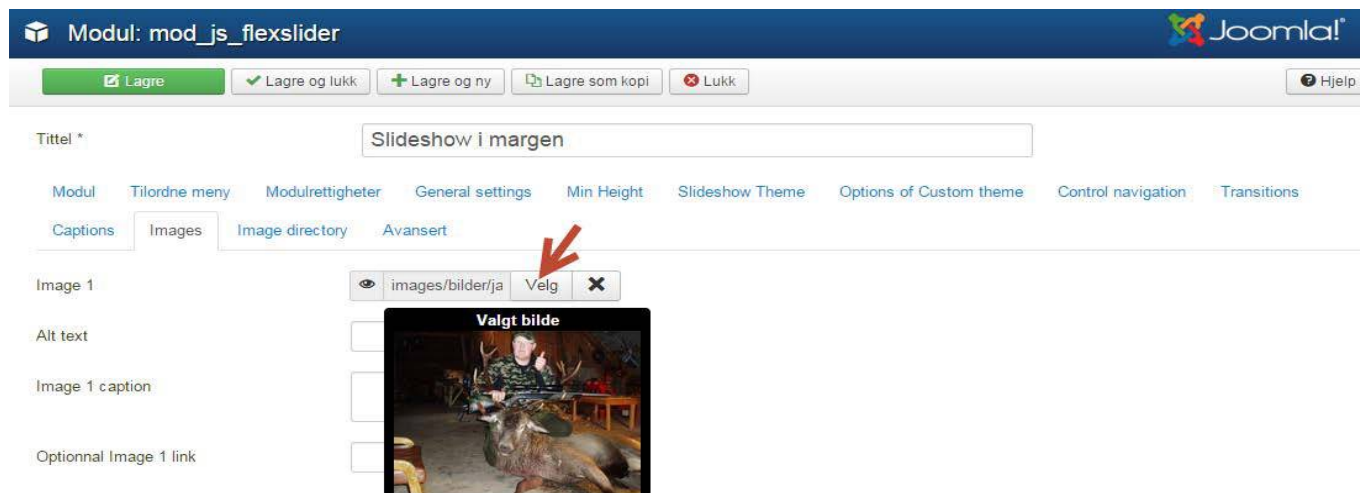 Modul: mod_js_flexslider
Joomla!
Lagre Lagre og lukk Lagre og ny Lagre som kopi Lukk Hjelp
Tittel * Slideshow i margen
Modul Tilordne meny Modulrettigheter General settings Min Height Slideshow Theme Options of Custom theme Control navigation Transitions
Captions Images Image directory Avansert
Image 1 images/bilder/ja Velg
Valgt bilde
Alt text
Image 1 caption
Optionnal Image 1 link